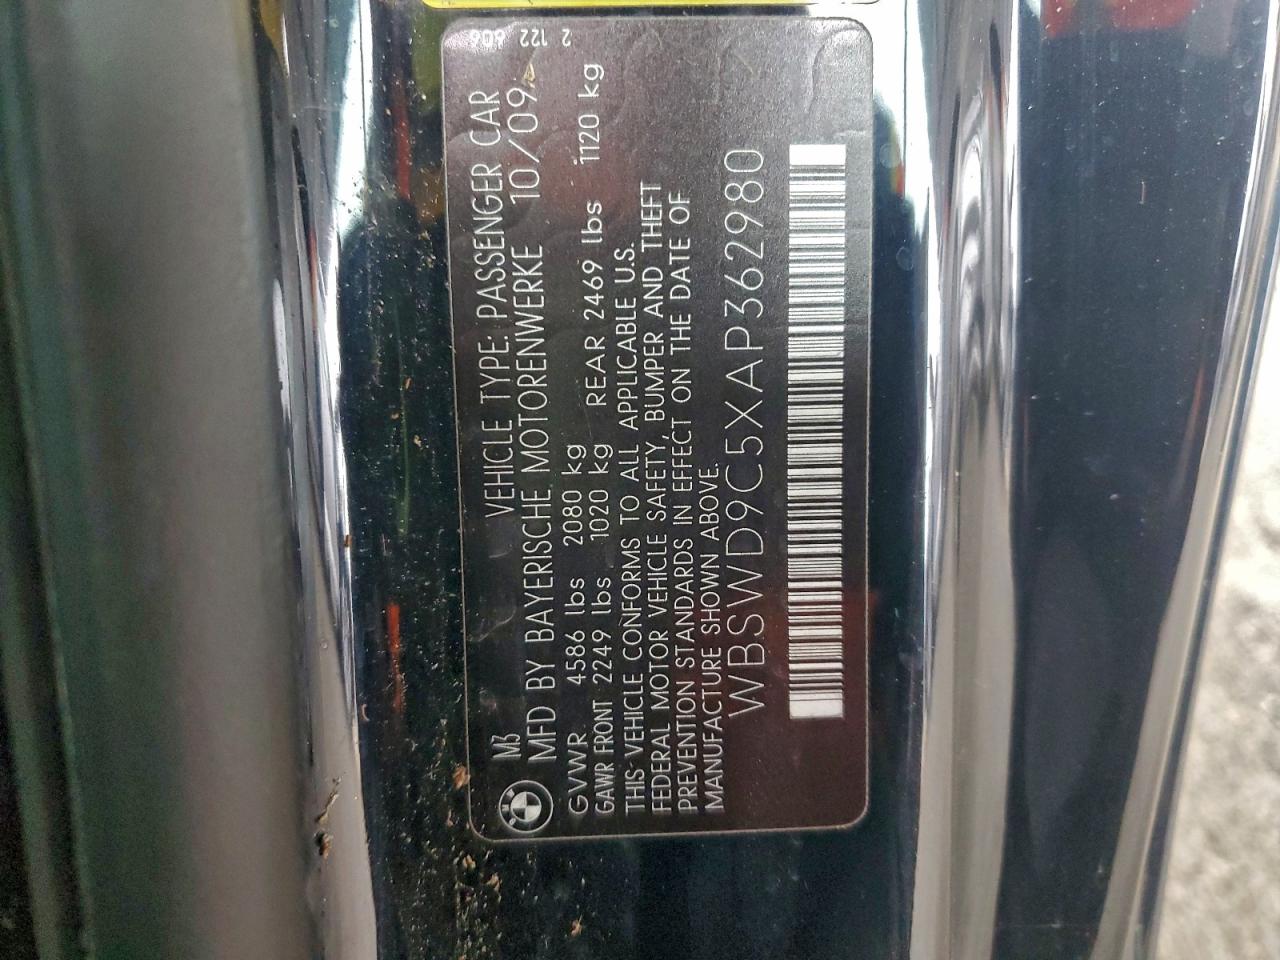 M3 VEHICLE TYPE: PASSENGER CAR
MFD BY BAYERISCHE MOTORENWERKE 10/09
GVWR 4586 lbs 2080 kg
GAWR FRONT 2249 lbs 1020 kg REAR 2469 lbs 1120 kg
THIS VEHICLE CONFORMS TO ALL APPLICABLE U.S.
FEDERAL MOTOR VEHICLE SAFETY, BUMPER AND THEFT
PREVENTION STANDARDS IN EFFECT ON THE DATE OF
MANUFACTURE SHOWN ABOVE.
WBSWD9C5XAP362980
2 122 606